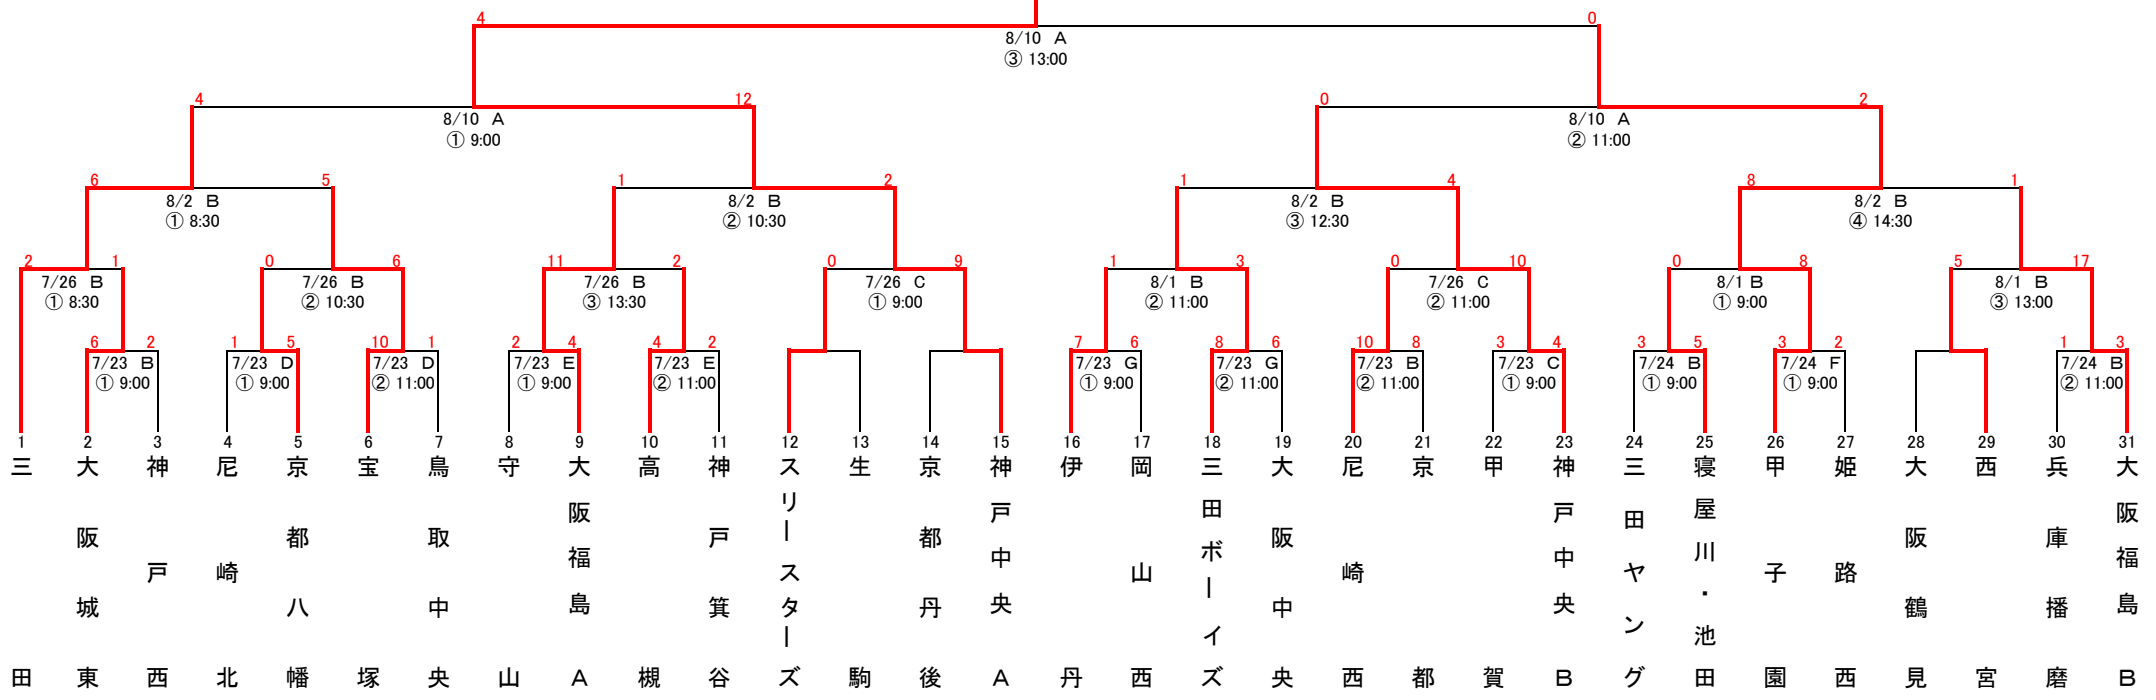 4 0
8/10 A
③ 13:00
4 12 0 2
8/10 A 8/10 A
① 9:00 ② 11:00
6 5 1 2 1 4 8 1
8/2 B 8/2 B 8/2 B 8/2 B
① 8:30 ② 10:30 ③ 12:30 ④ 14:30
2 1 0 6 11 2 0 9 1 3 0 10 0 8 5 17
7/26 B 7/26 B 7/26 B 7/26 C 8/1 B 7/26 C 8/1 B 8/1 B
① 8:30 ② 10:30 ③ 13:30 ① 9:00 ② 11:00 ② 11:00 ① 9:00 ③ 13:00
6 2 1 5 10 1 2 4 4 2 7 6 8 6 10 8 3 4 3 5 3 2 1 3
7/23 B 7/23 D 7/23 D 7/23 E 7/23 E 7/23 G 7/23 G 7/23 B 7/23 C 7/24 B 7/24 F 7/24 B
① 9:00 ① 9:00 ② 11:00 ① 9:00 ② 11:00 ① 9:00 ② 11:00 ② 11:00 ① 9:00 ① 9:00 ① 9:00 ② 11:00
1 三田
2 大阪城東
3 神戸西
4 尼崎北
5 京都八幡
6 宝塚
7 鳥取中央
8 守山
9 大阪福島A
10 高槻
11 神戸箕谷
12 スリースターズ
13 生駒
14 京都丹後
15 神戸中央A
16 伊丹
17 岡山西
18 三田ボーイズ
19 大阪中央
20 尼崎西
21 京都
22 甲賀
23 神戸中央B
24 三田ヤング
25 寝屋川・池田
26 甲子園
27 姫路西
28 大阪鶴見
29 西宮
30 兵庫播磨
31 大阪福島B